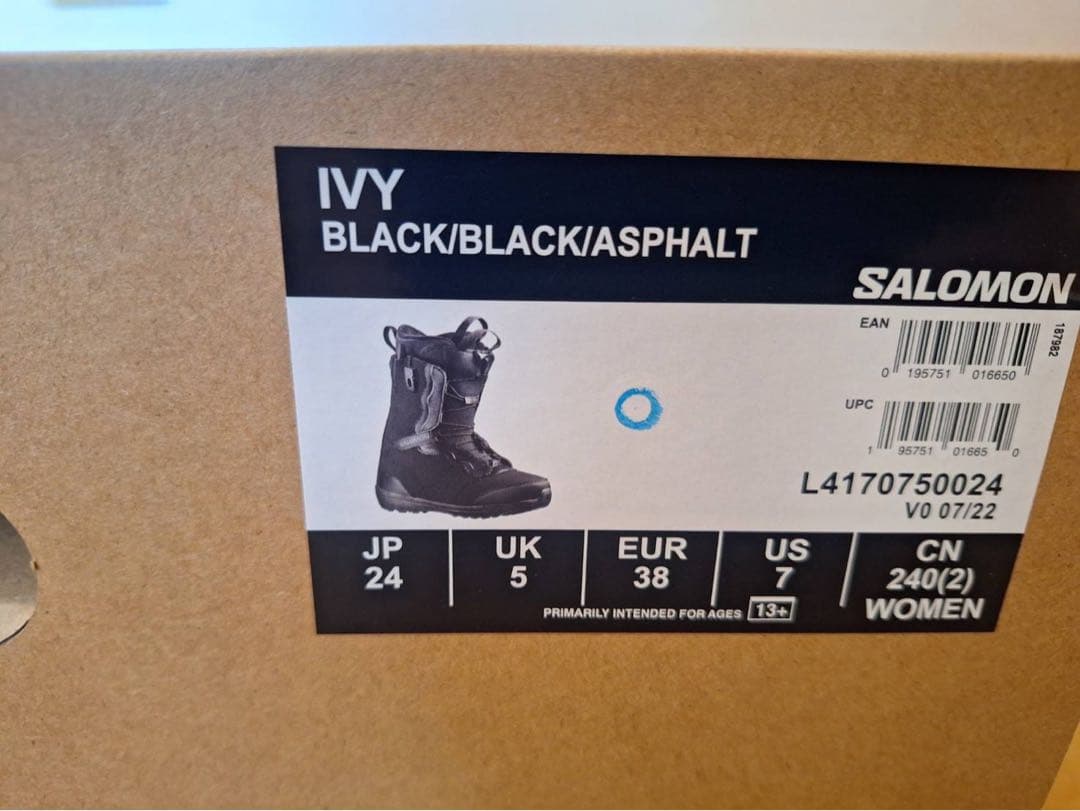 IVY
BLACK/BLACK/ASPHALT
SALOMON
EAN
0 195751 016650
187982
UPC
1 95751 01665 0
L4170750024
V0 07/22
JP
24
UK
5
EUR
38
US
7
CN
240(2)
WOMEN
PRIMARILY INTENDED FOR AGES 13+